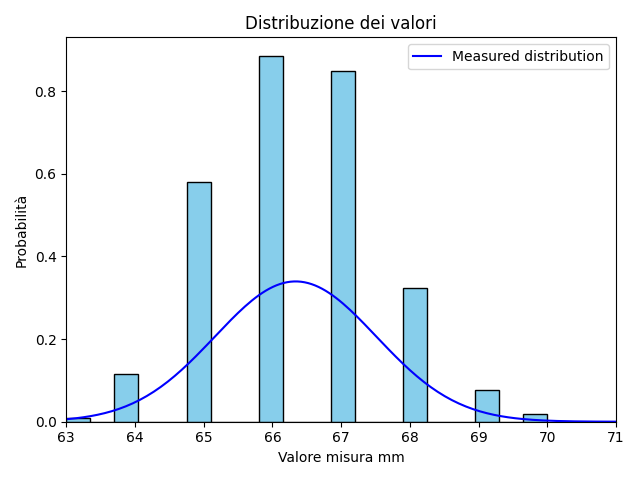 Distribuzione dei valori
Measured distribution
Probabilità
0.8
0.6
0.4
0.2
0.0
63 64 65 66 67 68 69 70 71
Valore misura mm